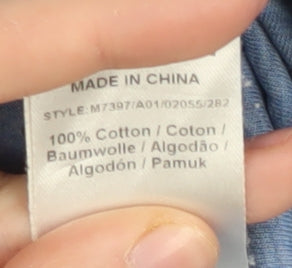 MADE IN CHINA
STYLE: M7397/A01/02055/282
100% Cotton / Coton /
Baumwolle / Algodão /
Algodón / Pamuk